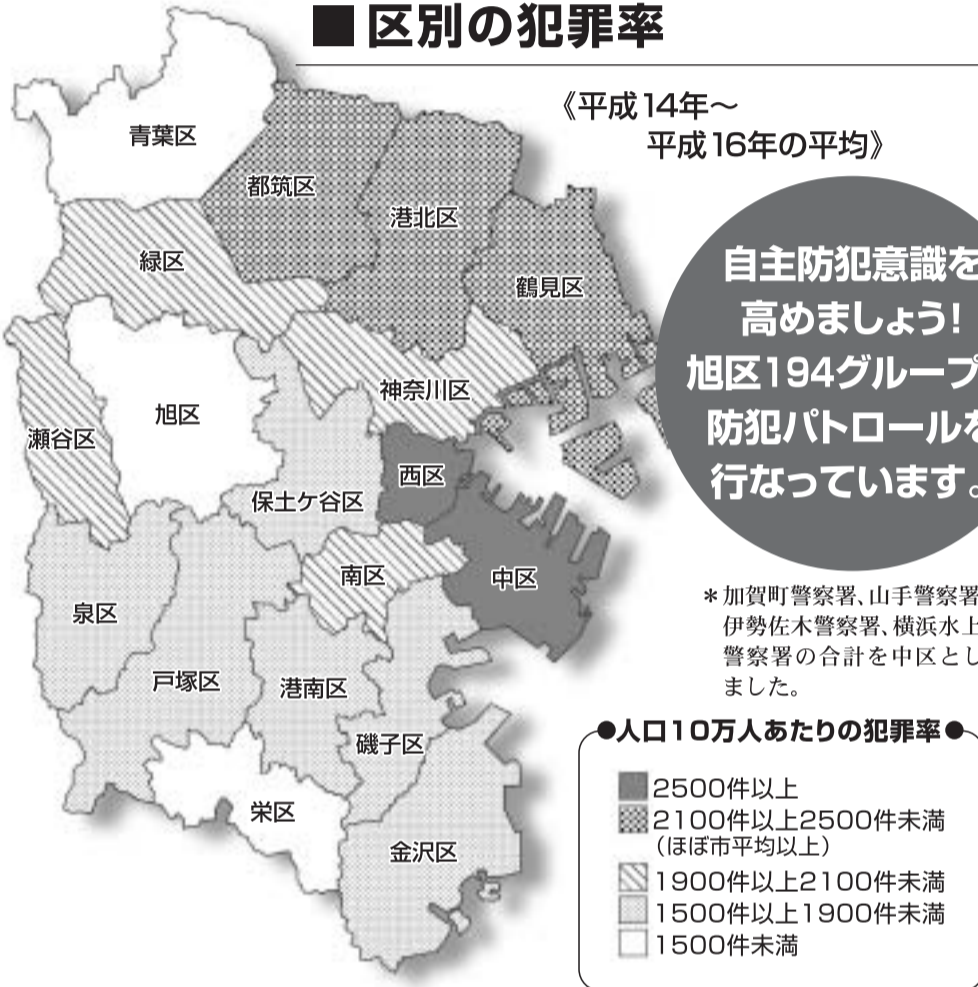 ■区別の犯罪率
《平成14年～
平成16年の平均》
青葉区
都筑区
港北区
緑区
鶴見区
神奈川区
旭区
瀬谷区
西区
保土ケ谷区
南区
中区
泉区
戸塚区
港南区
磯子区
栄区
金沢区
自主防犯意識を
高めましょう!
旭区194グループ
防犯パトロールを
行なっています。
＊加賀町警察署、山手警察署
伊勢佐木警察署、横浜水上
警察署の合計を中区とし
ました。
●人口10万人あたりの犯罪率●
2500件以上
2100件以上2500件未満
（ほぼ市平均以上）
1900件以上2100件未満
1500件以上1900件未満
1500件未満